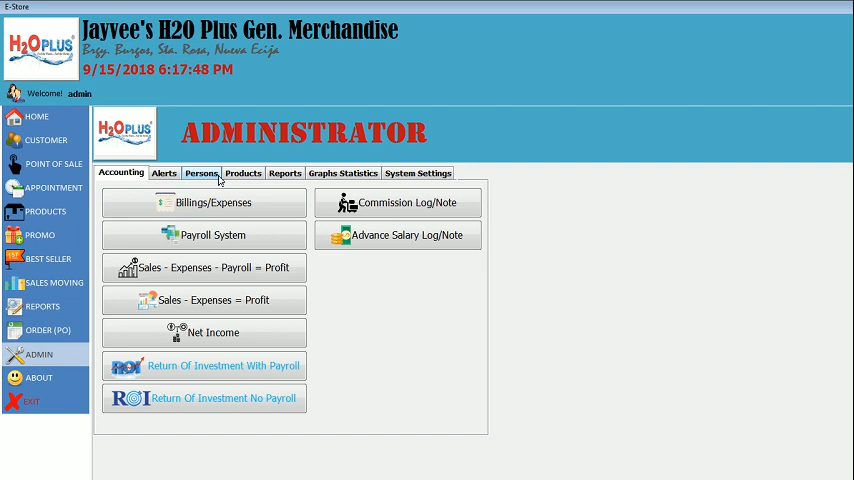 E-Store
H2OPLUS
Jayvee's H2O Plus Gen. Merchandise
Brgy. Burgos, Sta. Rosa, Nueva Ecija
9/15/2018 6:17:48 PM
Welcome! admin
HOME
CUSTOMER
POINT OF SALE
APPOINTMENT
PRODUCTS
PROMO
BEST SELLER
SALES MOVING
REPORTS
ORDER (PO)
ADMIN
ABOUT
EXIT
H2OPLUS
ADMINISTRATOR
Accounting Alerts Persons Products Reports Graphs Statistics System Settings
Billings/Expenses
Commission Log/Note
Payroll System
Advance Salary Log/Note
Sales - Expenses - Payroll = Profit
Sales - Expenses = Profit
Net Income
ROI Return Of Investment With Payroll
ROI Return Of Investment No Payroll